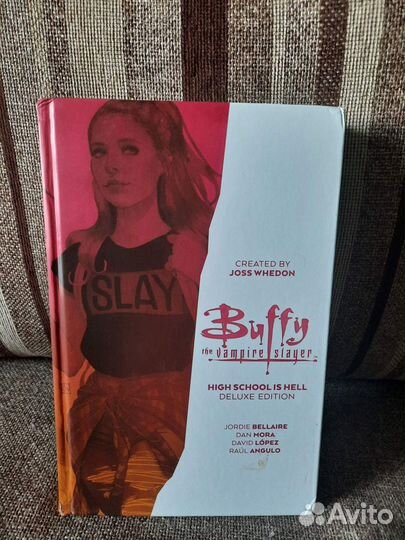 SLAY
CREATED BY
JOSS WHEDON
Buffy
the vampire slayer
HIGH SCHOOL IS HELL
DELUXE EDITION
JORDIE BELLAIRE
DAN MORA
DAVID LÓPEZ
RAÚL ANGULO
Avito